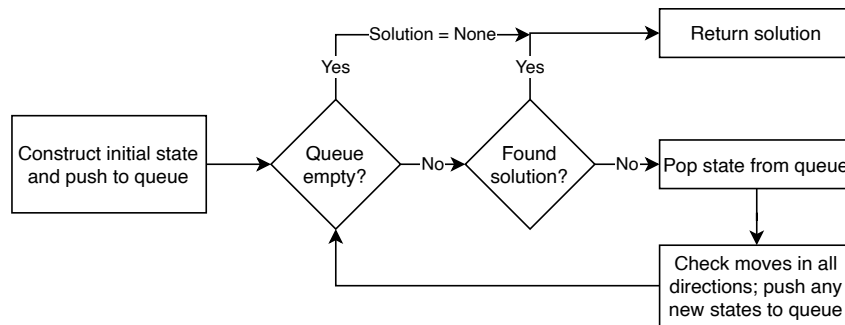 Solution = None
Return solution
Yes
Yes
Construct initial state
and push to queue
Queue
empty?
No
Found
solution?
No
Pop state from queue
Check moves in all
directions; push any
new states to queue